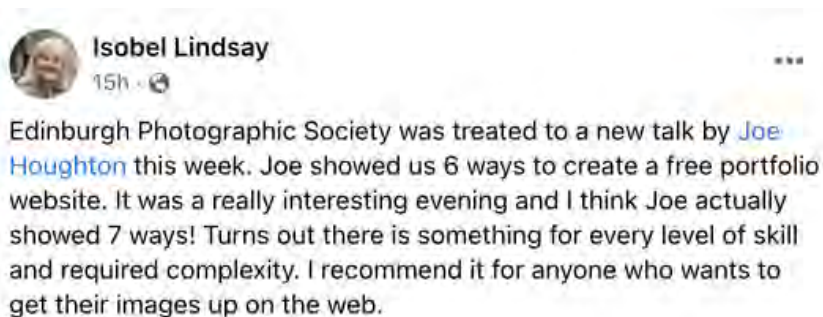 Isobel Lindsay
15h ·
Edinburgh Photographic Society was treated to a new talk by Joe
Houghton this week. Joe showed us 6 ways to create a free portfolio
website. It was a really interesting evening and I think Joe actually
showed 7 ways! Turns out there is something for every level of skill
and required complexity. I recommend it for anyone who wants to
get their images up on the web.